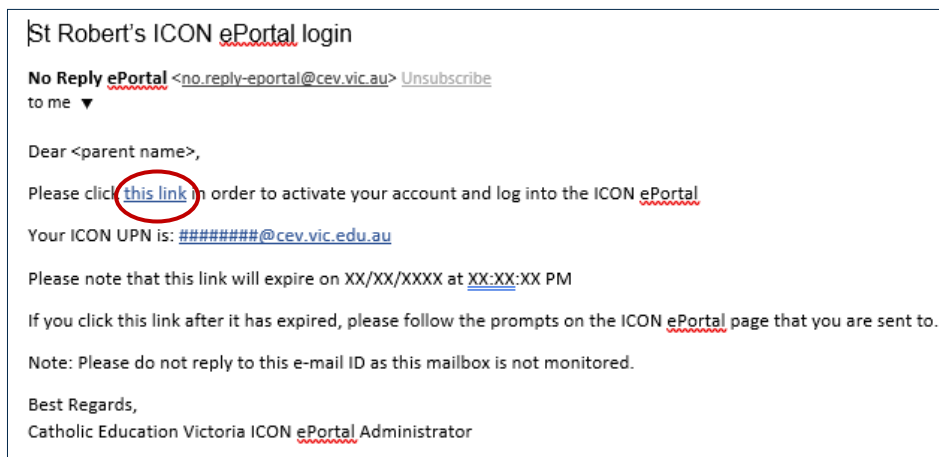 St Robert's ICON ePortal login
No Reply ePortal <no.reply-eportal@cev.vic.au> Unsubscribe
to me ▼
Dear <parent name>,
Please click this link in order to activate your account and log into the ICON ePortal
Your ICON UPN is: ########@cev.vic.edu.au
Please note that this link will expire on XX/XX/XXXX at XX:XX:XX PM
If you click this link after it has expired, please follow the prompts on the ICON ePortal page that you are sent to.
Note: Please do not reply to this e-mail ID as this mailbox is not monitored.
Best Regards,
Catholic Education Victoria ICON ePortal Administrator